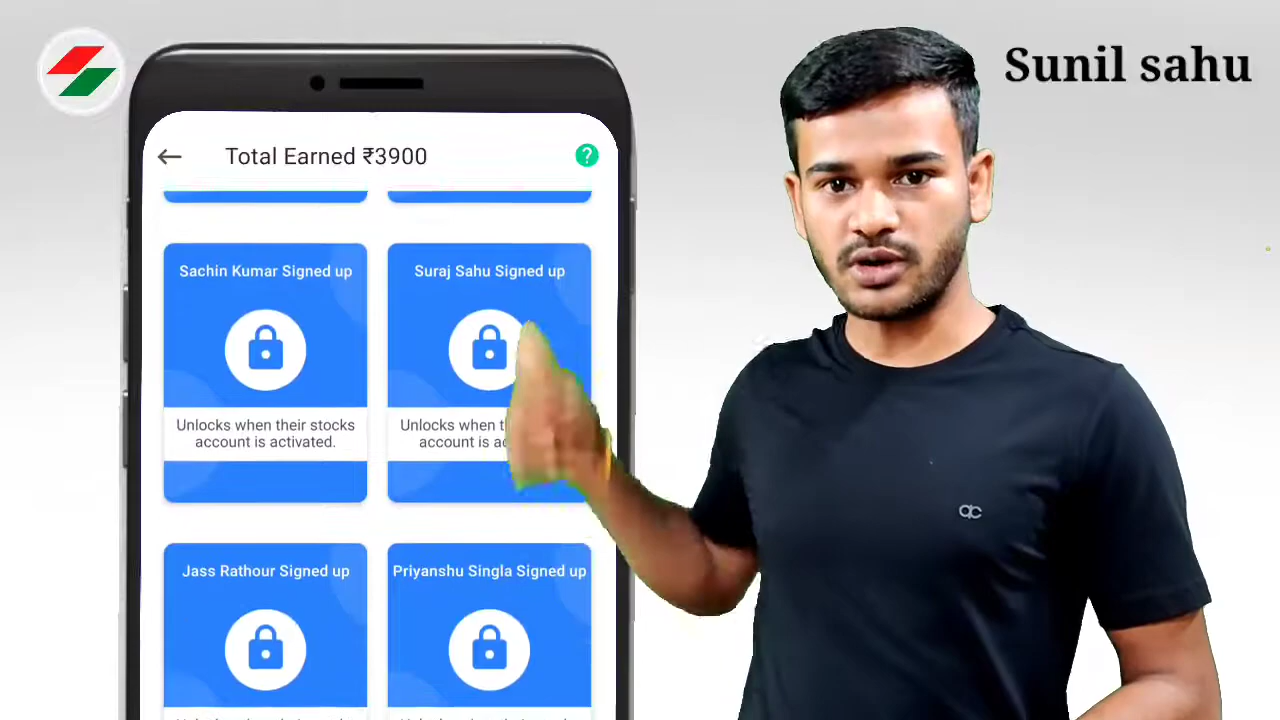 Sunil sahu
Total Earned ₹3900
?
Sachin Kumar Signed up
Suraj Sahu Signed up
Unlocks when their stocks
account is activated.
Unlocks when
account is
Jass Rathour Signed up
Priyanshu Singla Signed up
ac